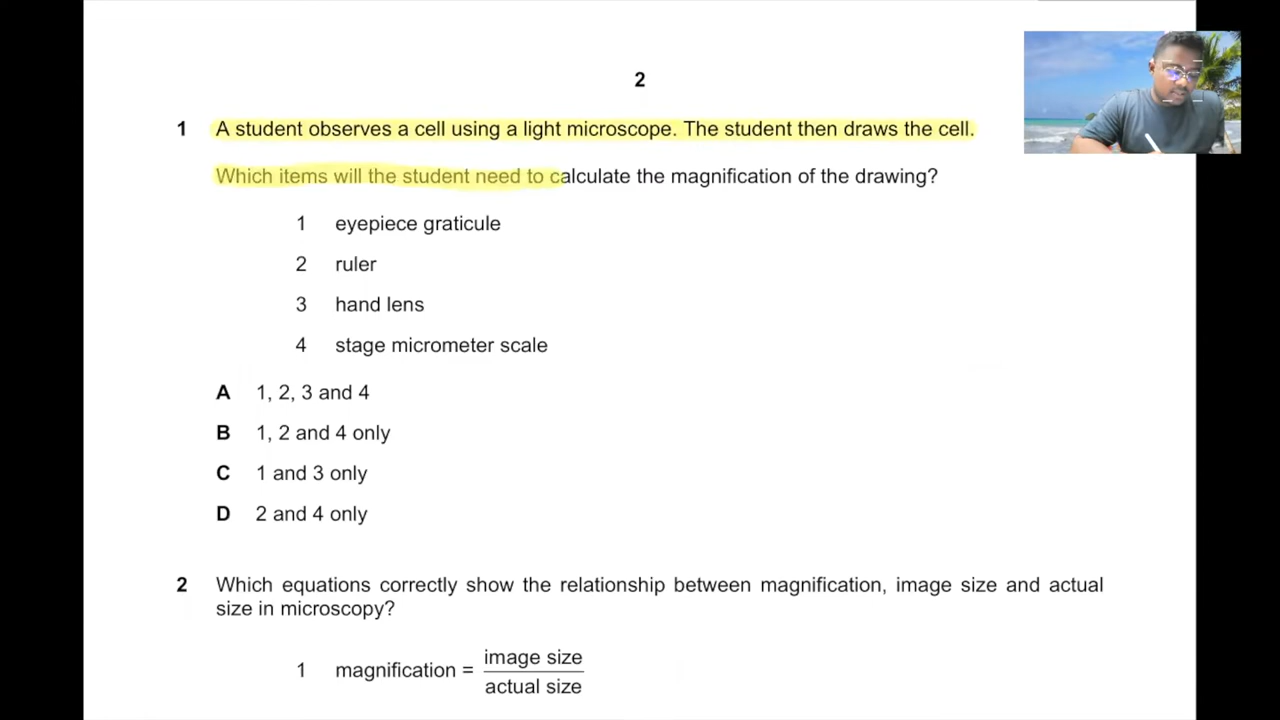 2
1 A student observes a cell using a light microscope. The student then draws the cell.
Which items will the student need to calculate the magnification of the drawing?
1 eyepiece graticule
2 ruler
3 hand lens
4 stage micrometer scale
A 1, 2, 3 and 4
B 1, 2 and 4 only
C 1 and 3 only
D 2 and 4 only
2 Which equations correctly show the relationship between magnification, image size and actual
size in microscopy?
1 magnification = image size
actual size